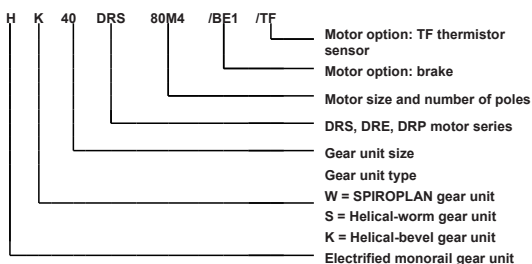 H K 40 DRS 80M4 /BE1 /TF
Motor option: TF thermistor
sensor
Motor option: brake
Motor size and number of poles
DRS, DRE, DRP motor series
Gear unit size
Gear unit type
W = SPIROPLAN gear unit
S = Helical-worm gear unit
K = Helical-bevel gear unit
Electrified monorail gear unit